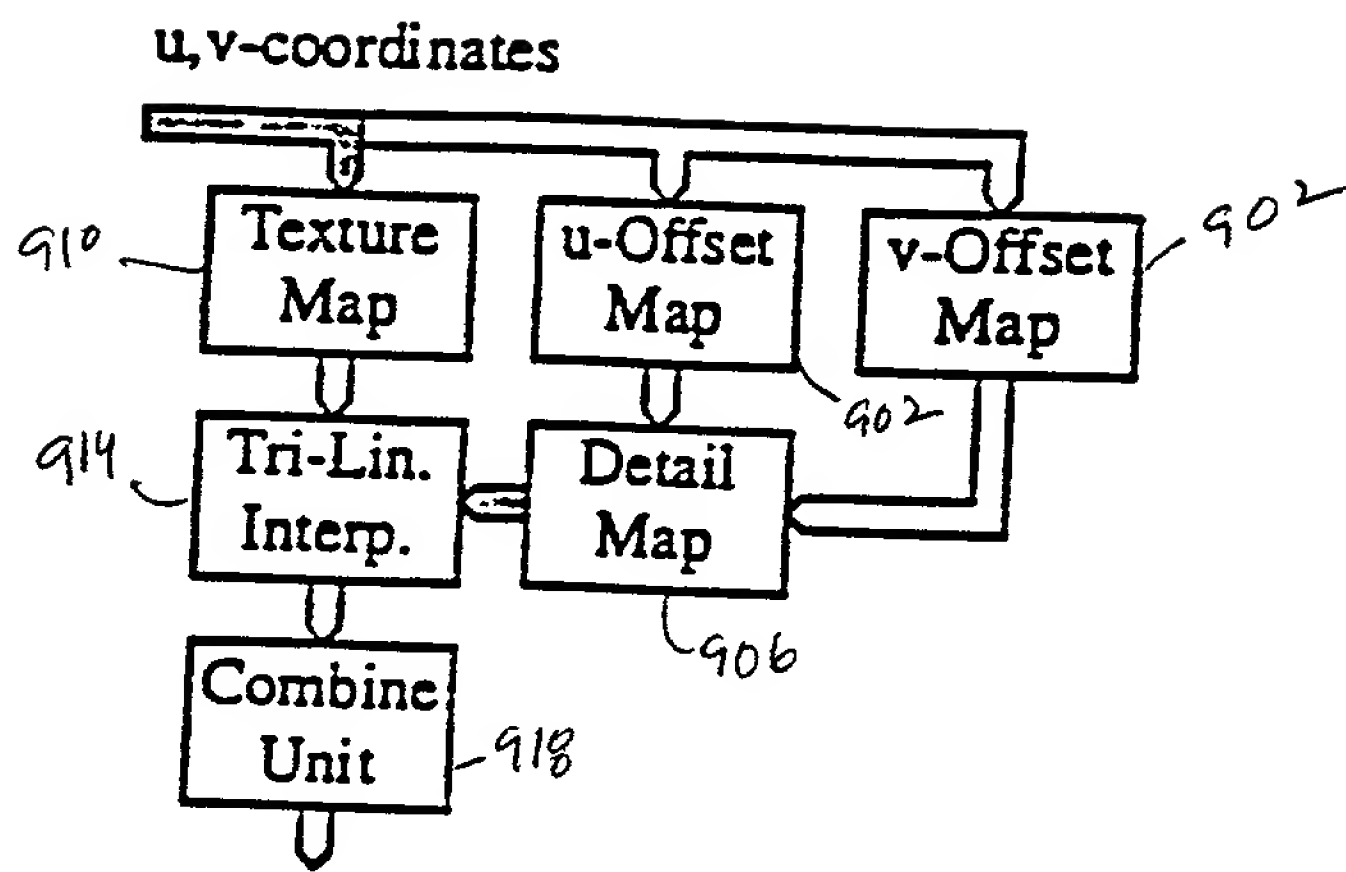 u,v-coordinates
Texture
Map
910
u-Offset
Map
902
v-Offset
Map
902
Tri-Lin.
Interp.
914
Detail
Map
906
Combine
Unit
918